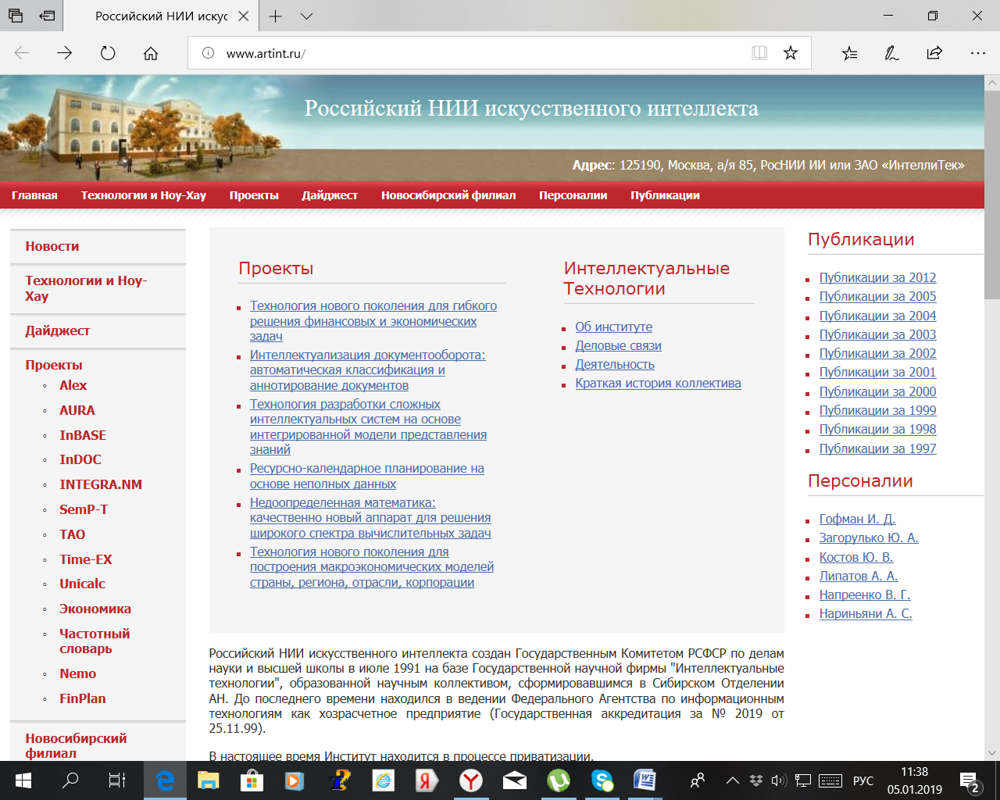 Российский НИИ искус
www.artint.ru/
Российский НИИ искусственного интеллекта
Адрес: 125190, Москва, а/я 85, РосНИИ ИИ или ЗАО «ИнтеллиТек»
Главная Технологии и Ноу-Хау Проекты Дайджест Новосибирский филиал Персоналии Публикации
Новости
Технологии и Ноу-
Хау
Дайджест
Проекты
Alex
AURA
InBASE
InDOC
INTEGRA.NM
SemP-T
TAO
Time-EX
Unicalc
Экономика
Частотный
словарь
Nemo
FinPlan
Новосибирский
филиал
Проекты
Технология нового поколения для гибкого
решения финансовых и экономических
задач
Интеллектуализация документооборота:
автоматическая классификация и
аннотирование документов
Технология разработки сложных
интеллектуальных систем на основе
интегрированной модели представления
знаний
Ресурсно-календарное планирование на
основе неполных данных
Недоопределенная математика:
качественно новый аппарат для решения
широкого спектра вычислительных задач
Технология нового поколения для
построения макроэкономических моделей
страны, региона, отрасли, корпорации
Интеллектуальные
Технологии
Об институте
Деловые связи
Деятельность
Краткая история коллектива
Российский НИИ искусственного интеллекта создан Государственным Комитетом РСФСР по делам
науки и высшей школы в июле 1991 на базе Государственной научной фирмы "Интеллектуальные
технологии", образованной научным коллективом, сформировавшимся в Сибирском Отделении
АН. До последнего времени находился в ведении Федерального Агентства по информационным
технологиям как хозрасчетное предприятие (Государственная аккредитация за № 2019 от
25.11.99).
В настоящее время Институт находится в процессе приватизации.
Публикации
Публикации за 2012
Публикации за 2005
Публикации за 2004
Публикации за 2003
Публикации за 2002
Публикации за 2001
Публикации за 2000
Публикации за 1999
Публикации за 1998
Публикации за 1997
Персоналии
Гофман И. Д.
Загорулько Ю. А.
Костов Ю. В.
Липатов А. А.
Напреенко В. Г.
Нариньяни А. С.
РУС
11:38
05.01.2019
2